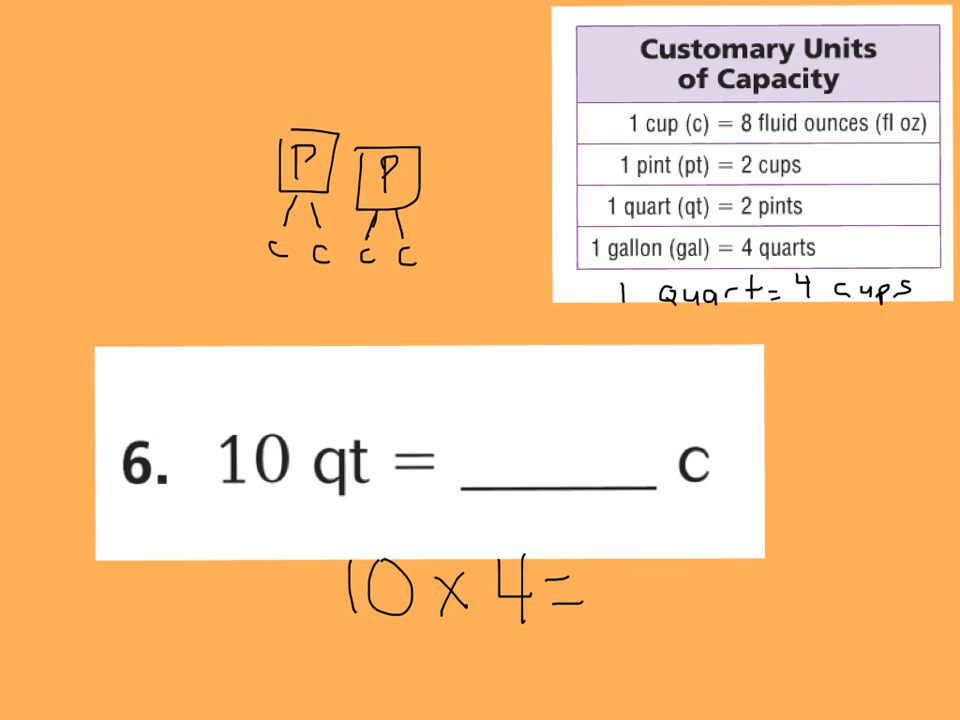 Customary Units
of Capacity
1 cup (c) = 8 fluid ounces (fl oz)
1 pint (pt) = 2 cups
1 quart (qt) = 2 pints
1 gallon (gal) = 4 quarts
1 quart = 4 cups
P P
c c c c
6. 10 qt = ______ c
10 x 4 =